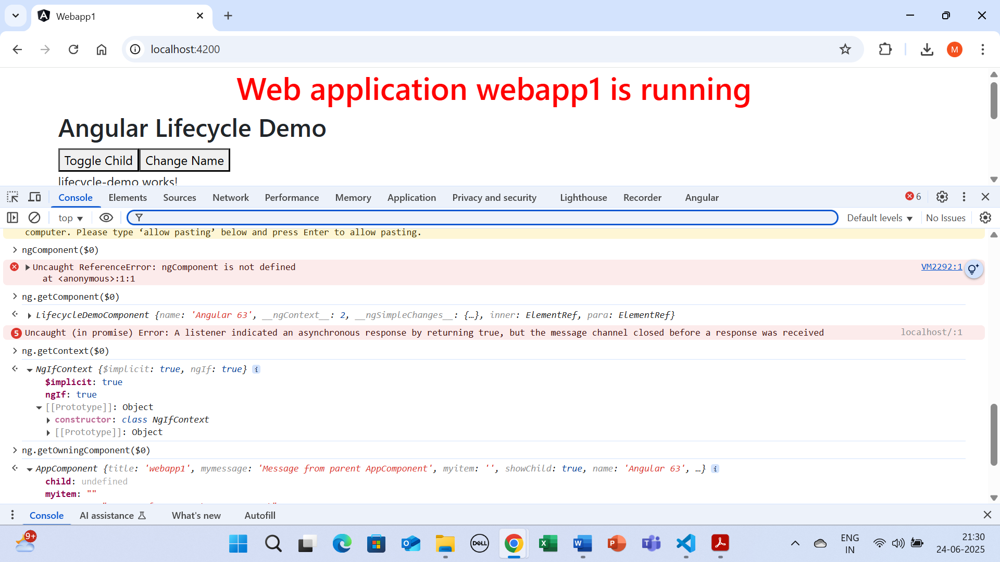 Webapp1
localhost:4200
M
Web application webapp1 is running
Angular Lifecycle Demo
Toggle Child Change Name
lifecycle-demo works!
Console Elements Sources Network Performance Memory Application Privacy and security Lighthouse Recorder Angular 6
top Default levels No Issues
computer. Please type ‘allow pasting’ below and press Enter to allow pasting.
ngComponent($0)
Uncaught ReferenceError: ngComponent is not defined VM2292:1
at <anonymous>:1:1
ng.getComponent($0)
LifecycleDemoComponent {name: 'Angular 63', __ngContext__: 2, __ngSimpleChanges__: {…}, inner: ElementRef, para: ElementRef}
5 Uncaught (in promise) Error: A listener indicated an asynchronous response by returning true, but the message channel closed before a response was received localhost/:1
ng.getContext($0)
NgIfContext {$implicit: true, ngIf: true} i
$implicit: true
ngIf: true
[[Prototype]]: Object
constructor: class NgIfContext
[[Prototype]]: Object
ng.getOwningComponent($0)
AppComponent {title: 'webapp1', mymessage: 'Message from parent AppComponent', myitem: '', showChild: true, name: 'Angular 63', …} i
child: undefined
myitem: ""
Console AI assistance What's new Autofill
9+
DELL
ENG
IN
21:30
24-06-2025